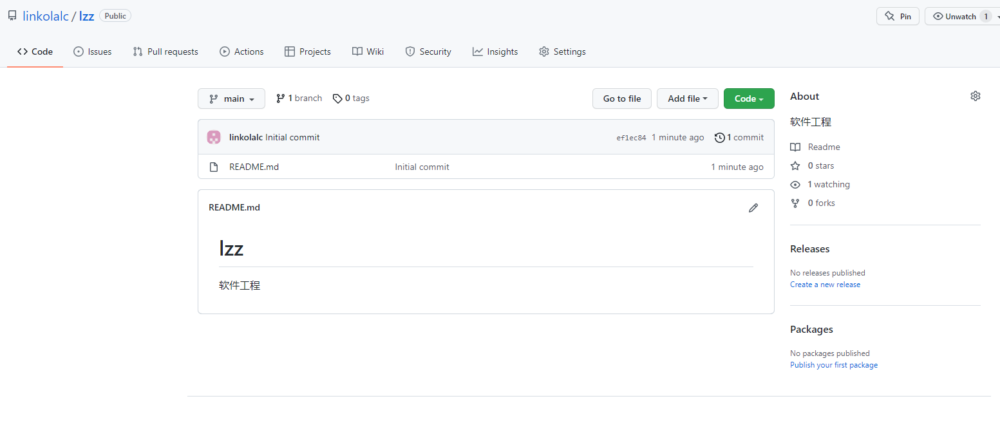 linkolalc / lzz Public Pin Unwatch 1
Code Issues Pull requests Actions Projects Wiki Security Insights Settings
main 1 branch 0 tags Go to file Add file Code
linkolalc Initial commit ef1ec84 1 minute ago 1 commit
README.md Initial commit 1 minute ago
README.md
lzz
软件工程
About
软件工程
Readme
0 stars
1 watching
0 forks
Releases
No releases published
Create a new release
Packages
No packages published
Publish your first package